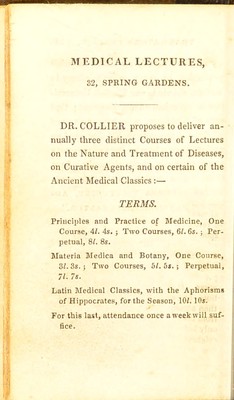 MEDICAL LECTURES,
32, SPRING GARDENS.
DR. COLLIER proposes to deliver an-
nually three distinct Courses of Lectures
on the Nature and Treatment of Diseases,
on Curative Agents, and on certain of the
Ancient Medical Classics :—
TERMS.
Principles and Practice of Medicine, One
Course, 4l. 4s. ; Two Courses, 6l. 6s. ; Per-
petual, 8l. 8s.
Materia Medica and Botany, One Course,
3l. 3s. ; Two Courses, 5l. 5s. ; Perpetual,
7l. 7s.
Latin Medical Classics, with the Aphorisms
of Hippocrates, for the Season, 10l. 10s.
For this last, attendance once a week will suf-
fice.